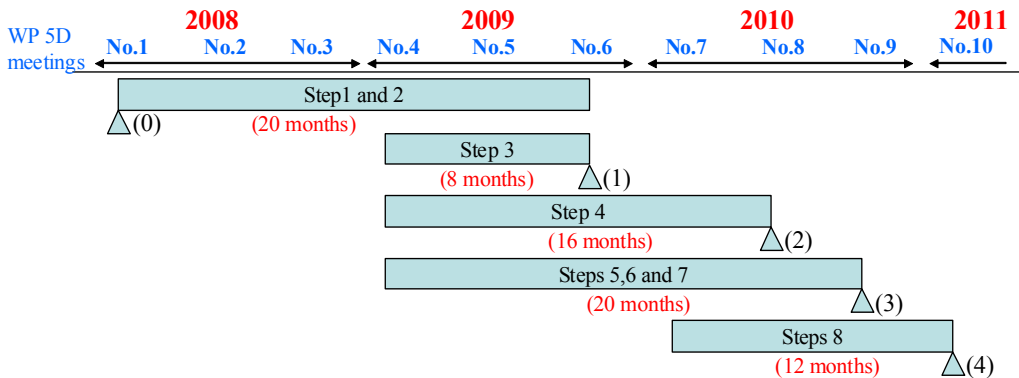 2008 2009 2010 2011
WP 5D meetings No.1 No.2 No.3 No.4 No.5 No.6 No.7 No.8 No.9 No.10
Step1 and 2
(0) (20 months)
Step 3
(8 months) (1)
Step 4
(16 months) (2)
Steps 5,6 and 7
(20 months) (3)
Steps 8
(12 months) (4)